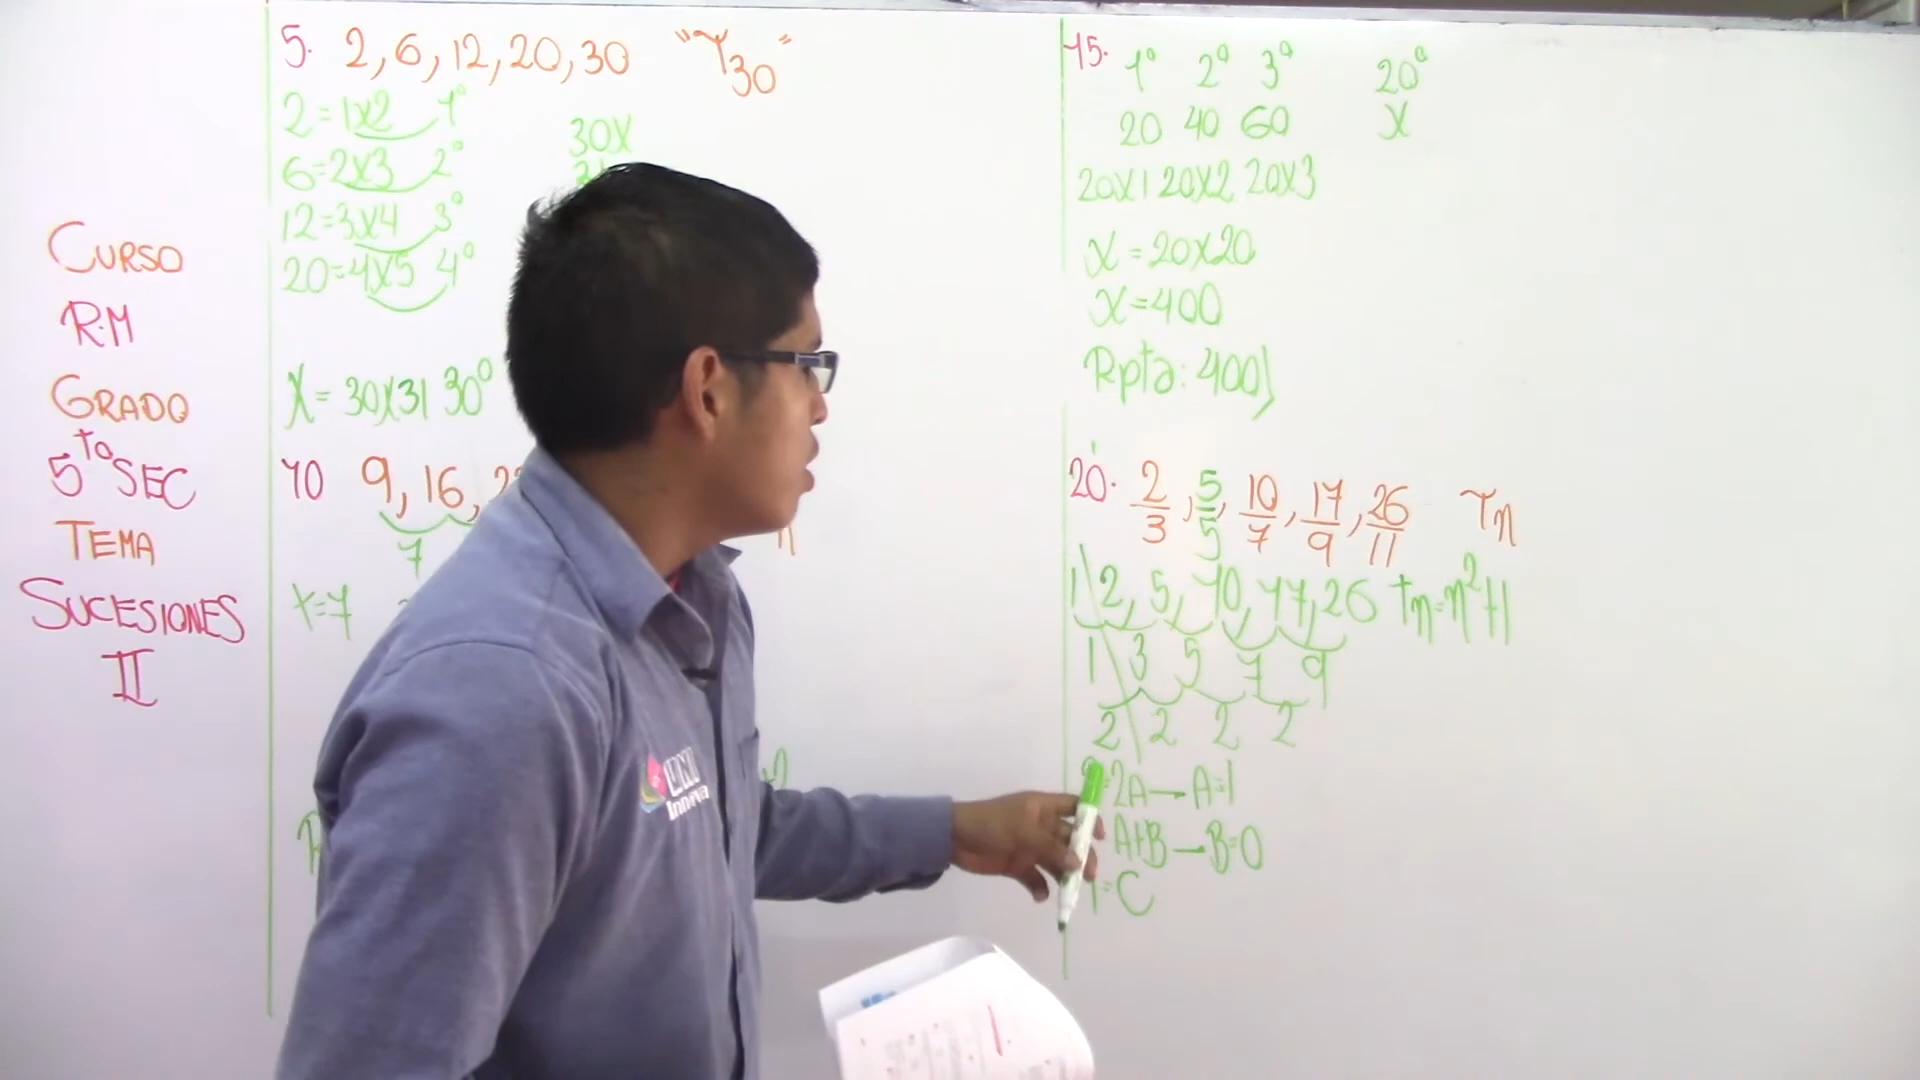 CURSO
R.M
GRADO
5to SEC
TEMA
SUCESIONES
II
5. 2, 6, 12, 20, 30 "T30"
2=1x2 1°
6=2x3 2°
12=3x4 3°
20=4x5 4°
30x
X= 30x31 30°
10 9, 16,
7
r=7
n
15. 1° 2° 3° 20°
20 40 60 X
20x1 20x2 20x3
X=20x20
X=400
Rpta: 400
20. 2/3, 5/5, 10/7, 17/9, 26/11 Tn
1 2, 5, 10, 17, 26 tn=n²+1
1 3 5 7 9
2 2 2 2
=2A—A=1
A+B—B=0
1=C
UNI
Innova